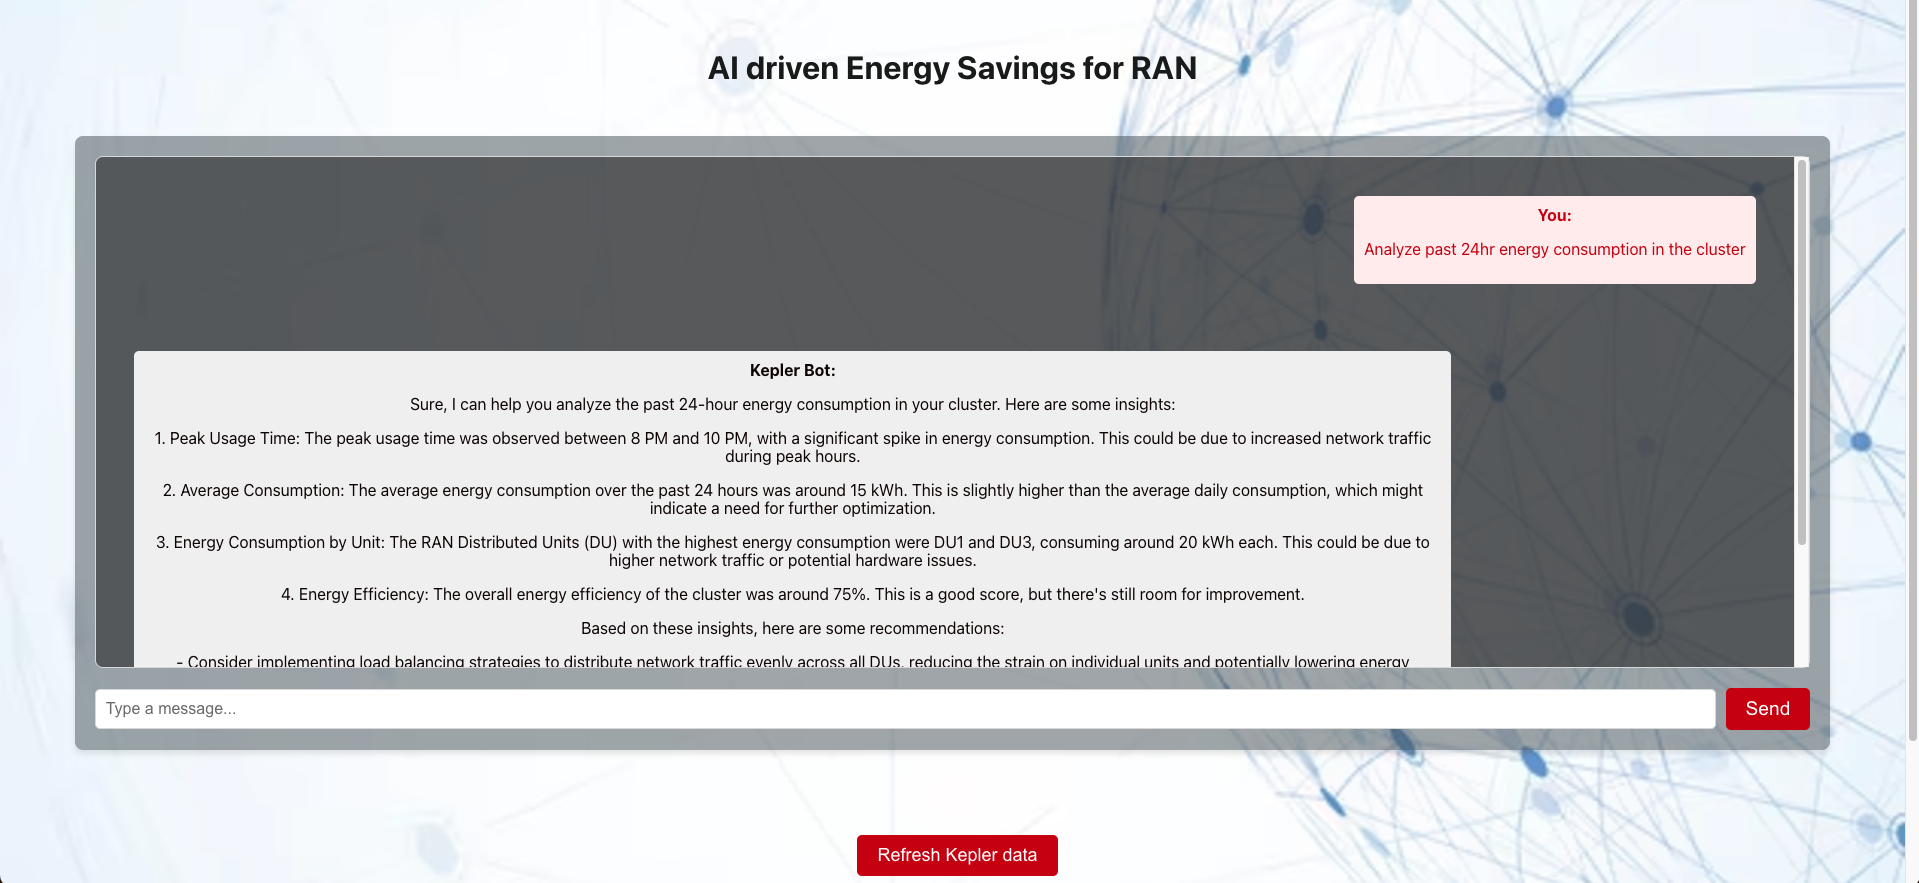 AI driven Energy Savings for RAN
You:
Analyze past 24hr energy consumption in the cluster
Kepler Bot:
Sure, I can help you analyze the past 24-hour energy consumption in your cluster. Here are some insights:
1. Peak Usage Time: The peak usage time was observed between 8 PM and 10 PM, with a significant spike in energy consumption. This could be due to increased network traffic
during peak hours.
2. Average Consumption: The average energy consumption over the past 24 hours was around 15 kWh. This is slightly higher than the average daily consumption, which might
indicate a need for further optimization.
3. Energy Consumption by Unit: The RAN Distributed Units (DU) with the highest energy consumption were DU1 and DU3, consuming around 20 kWh each. This could be due to
higher network traffic or potential hardware issues.
4. Energy Efficiency: The overall energy efficiency of the cluster was around 75%. This is a good score, but there's still room for improvement.
Based on these insights, here are some recommendations:
- Consider implementing load balancing strategies to distribute network traffic evenly across all DUs, reducing the strain on individual units and potentially lowering energy
Type a message...
Send
Refresh Kepler data